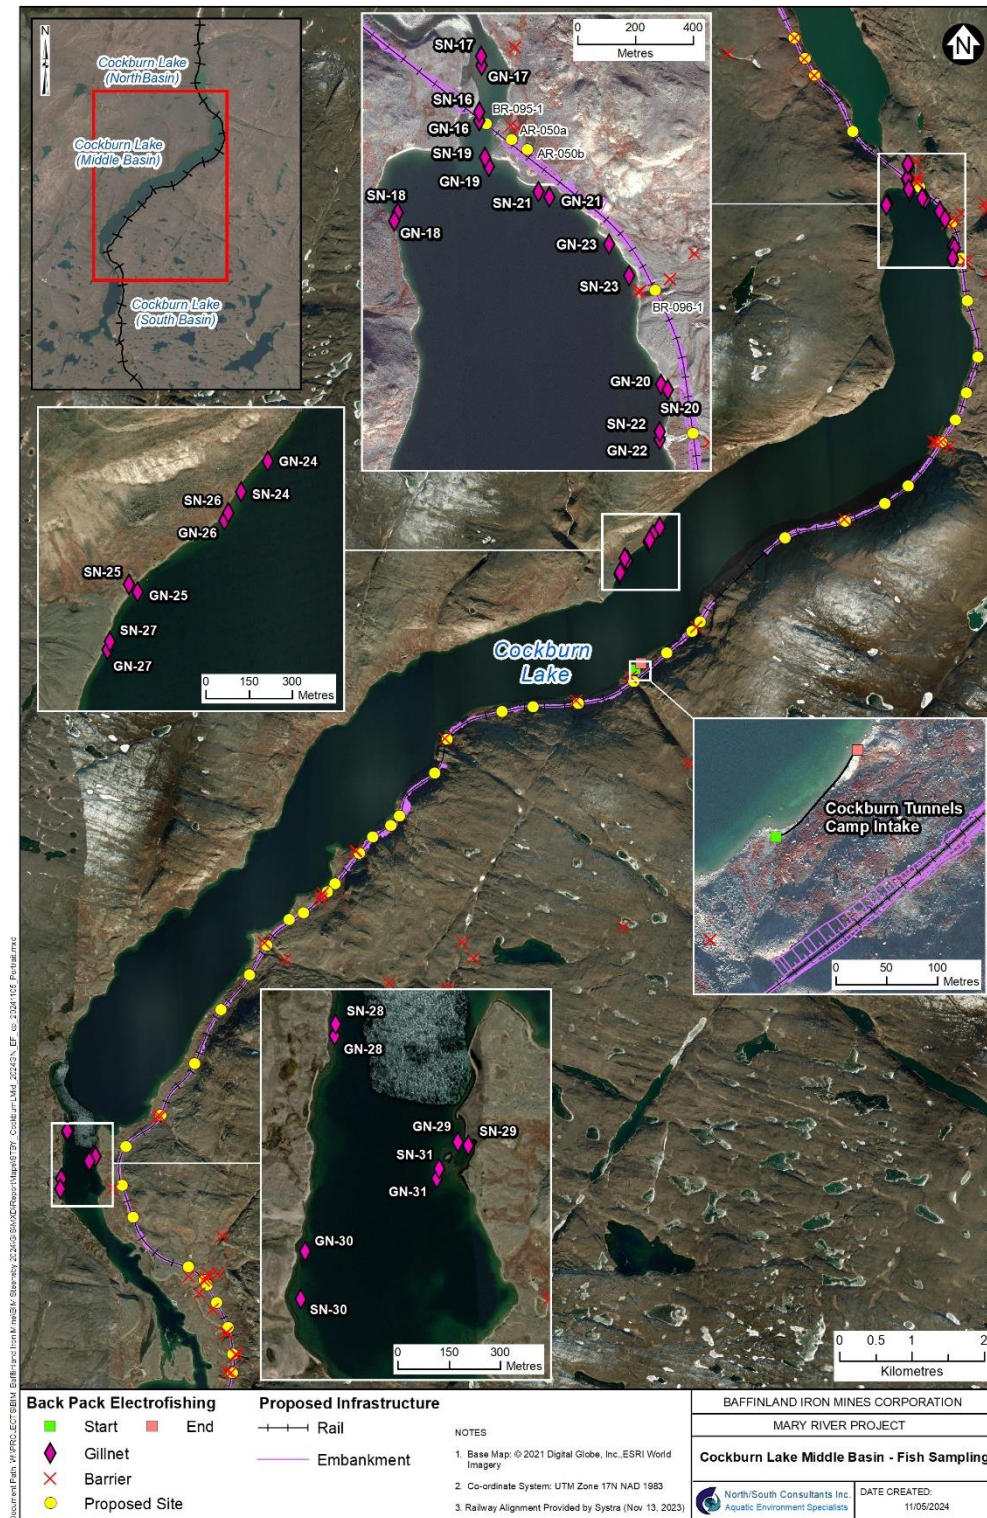 N
Cockburn Lake
(NorthBasin)
Cockburn Lake
(Middle Basin)
Cockburn Lake
(South Basin)
0 200 400
Metres
N
SN-17
GN-17
SN-16
BR-095-1
GN-16
AR-050a
SN-19
AR-050b
GN-19
SN-18
SN-21
GN-21
GN-18
GN-23
SN-23
BR-096-1
GN-20
SN-20
SN-22
GN-22
GN-24
SN-24
SN-26
GN-26
SN-25
GN-25
SN-27
GN-27
0 150 300
Metres
Cockburn
Lake
Cockburn Tunnels
Camp Intake
0 50 100
Metres
SN-28
GN-28
GN-29
SN-29
SN-31
GN-31
GN-30
SN-30
0 150 300
Metres
0 0.5 1 2
Kilometres
Back Pack Electrofishing
Start End
Gillnet
Barrier
Proposed Site
Proposed Infrastructure
Rail
Embankment
NOTES
1. Base Map: © 2021 Digital Globe, Inc.,ESRI World
Imagery
2. Co-ordinate System: UTM Zone 17N NAD 1983
3. Railway Alignment Provided by Systra (Nov 13, 2023)
BAFFINLAND IRON MINES CORPORATION
MARY RIVER PROJECT
Cockburn Lake Middle Basin - Fish Sampling
North/South Consultants Inc.
Aquatic Environment Specialists
DATE CREATED:
11/05/2024